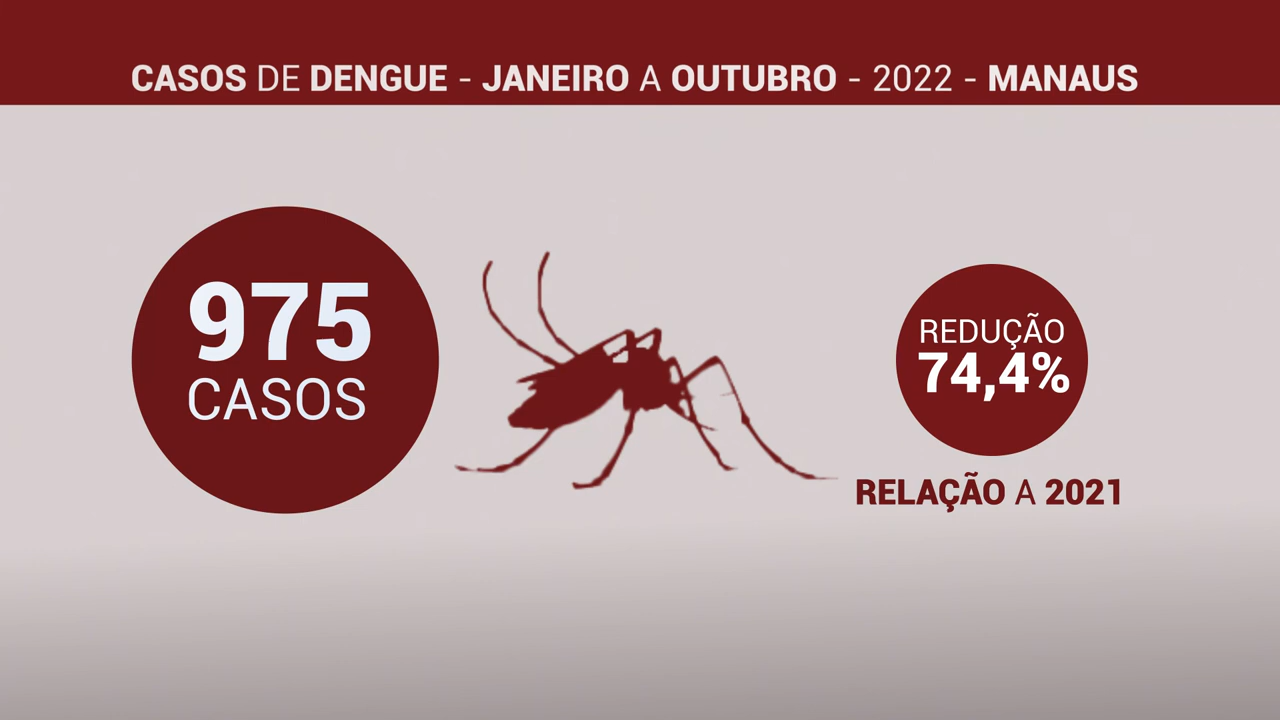 CASOS DE DENGUE - JANEIRO A OUTUBRO - 2022 - MANAUS
975
CASOS
REDUÇÃO
74,4%
RELAÇÃO A 2021